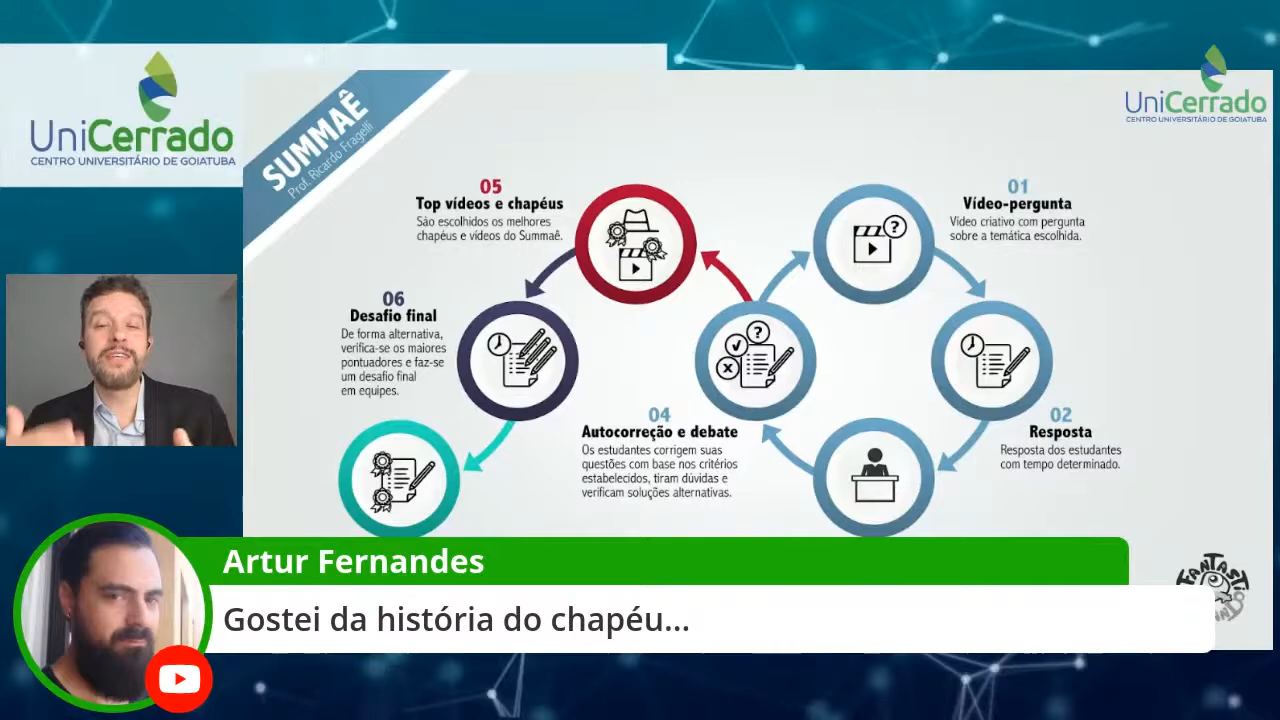 UniCerrado
CENTRO UNIVERSITÁRIO DE GOIATUBA
UniCerrado
CENTRO UNIVERSITÁRIO DE GOIATUBA
SUMMAÊ
Prof. Ricardo Fragelli
05
Top vídeos e chapéus
São escolhidos os melhores
chapéus e vídeos do Summaê.
01
Vídeo-pergunta
Vídeo criativo com pergunta
sobre a temática escolhida.
06
Desafio final
De forma alternativa,
verifica-se os maiores
pontuadores e faz-se
um desafio final
em equipes.
04
Autocorreção e debate
Os estudantes corrigem suas
questões com base nos critérios
estabelecidos, tiram dúvidas e
verificam soluções alternativas.
02
Resposta
Resposta dos estudantes
com tempo determinado.
Artur Fernandes
Gostei da história do chapéu...